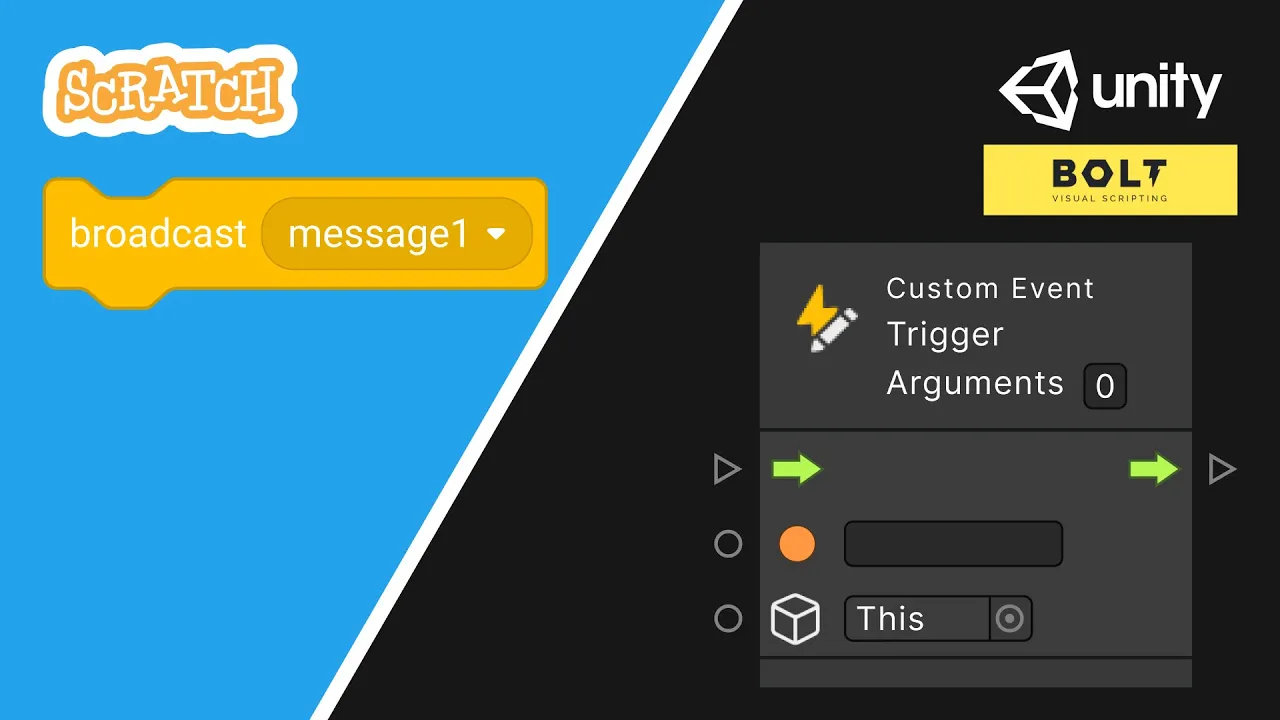 SCRATCH
broadcast message1
unity
BOLT
VISUAL SCRIPTING
Custom Event
Trigger
Arguments 0
This